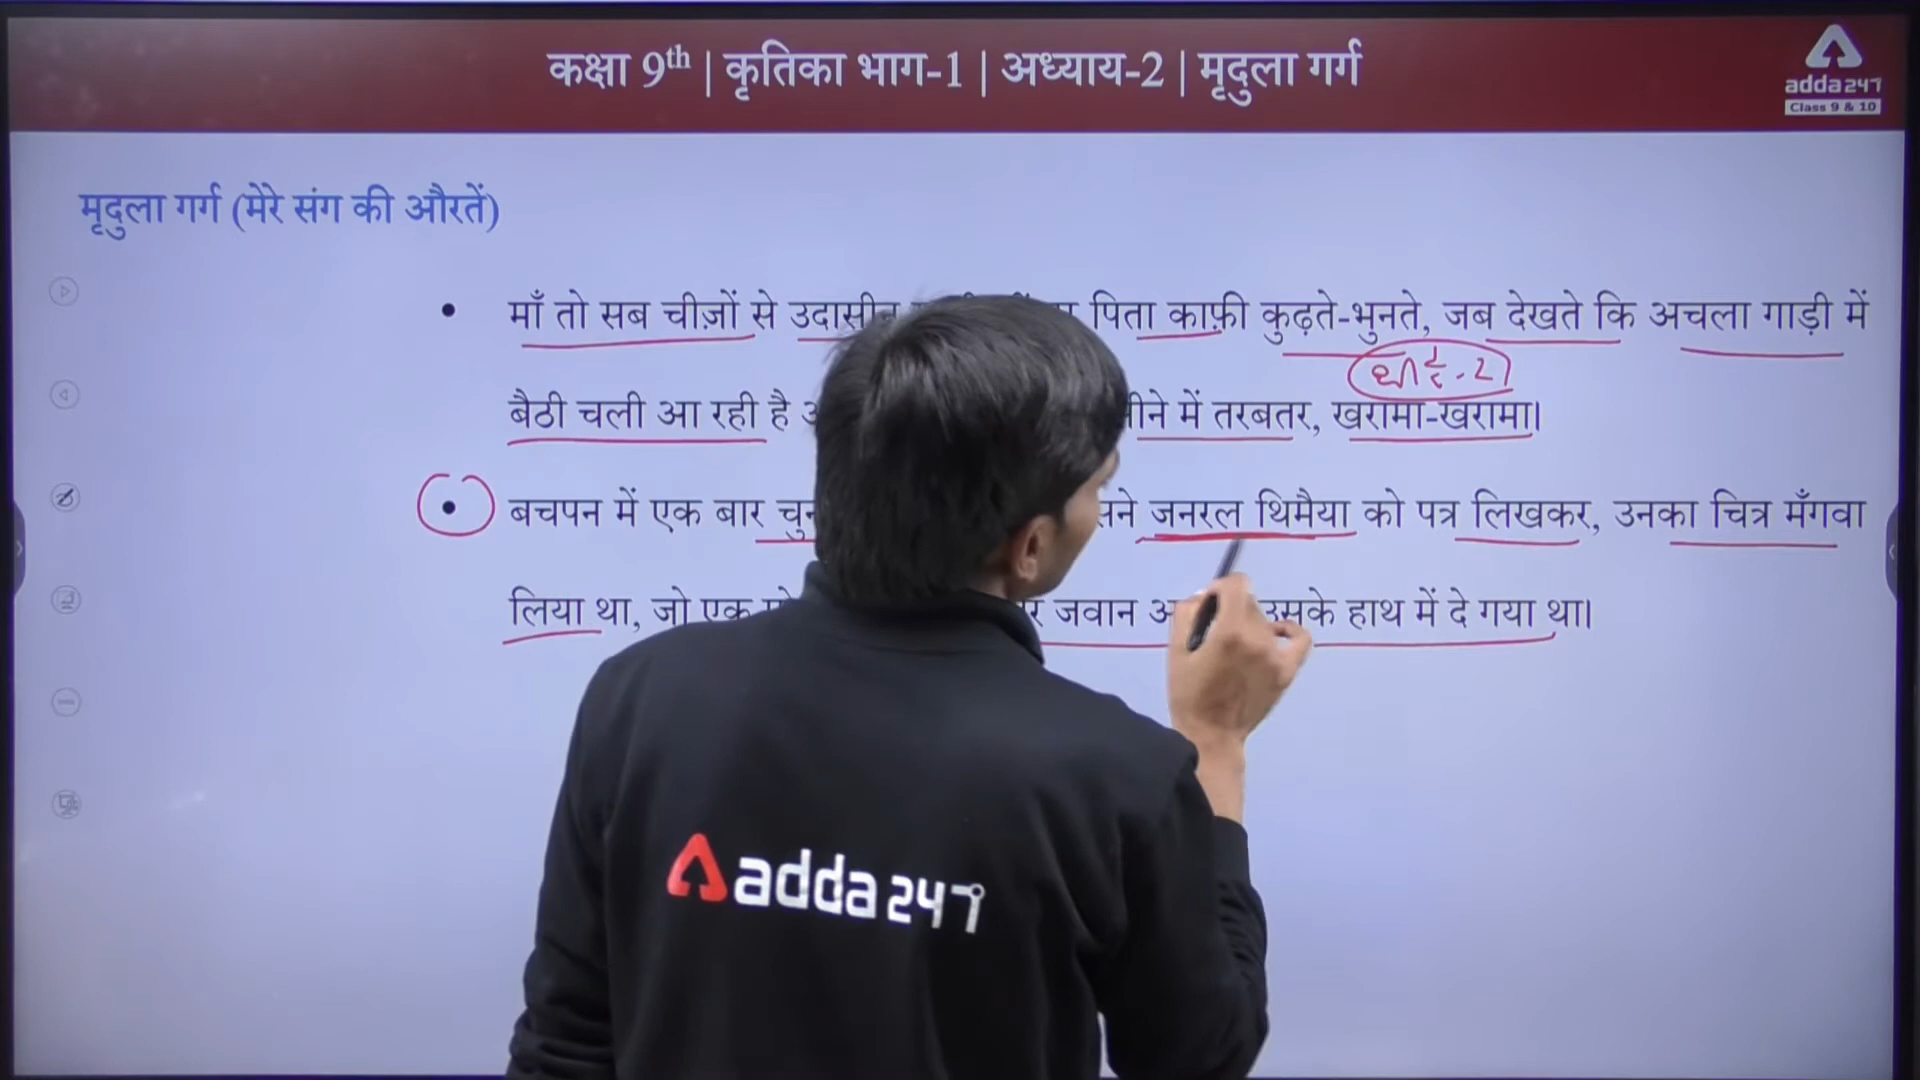 कक्षा 9th | कृतिका भाग-1 | अध्याय-2 | मृदुला गर्ग
adda247
Class 9 & 10
मृदुला गर्ग (मेरे संग की औरतें)
• माँ तो सब चीज़ों से उदासीन पिता काफ़ी कुढ़ते-भुनते, जब देखते कि अचला गाड़ी में
बैठी चली आ रही है में तरबतर, खरामा-खरामा।
• बचपन में एक बार जनरल थिमैया को पत्र लिखकर, उनका चित्र मँगवा
लिया था, जो एक जवान उसके हाथ में दे गया था।
adda247